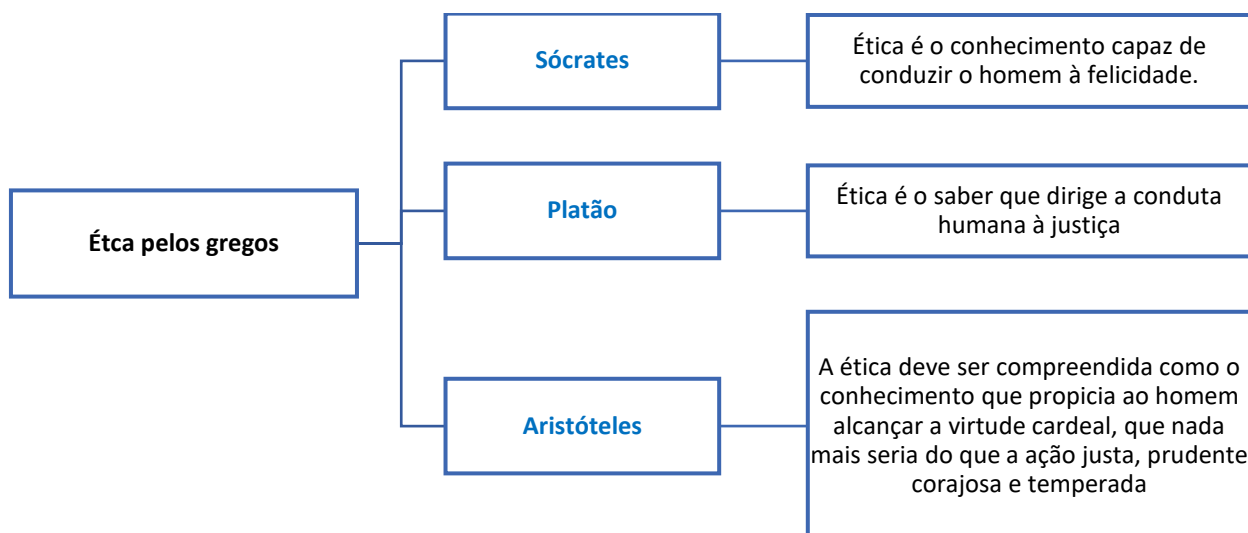 Sócrates
Ética é o conhecimento capaz de
conduzir o homem à felicidade.
Étca pelos gregos
Platão
Ética é o saber que dirige a conduta
humana à justiça
Aristóteles
A ética deve ser compreendida como o
conhecimento que propicia ao homem
alcançar a virtude cardeal, que nada
mais seria do que a ação justa, prudente
corajosa e temperada